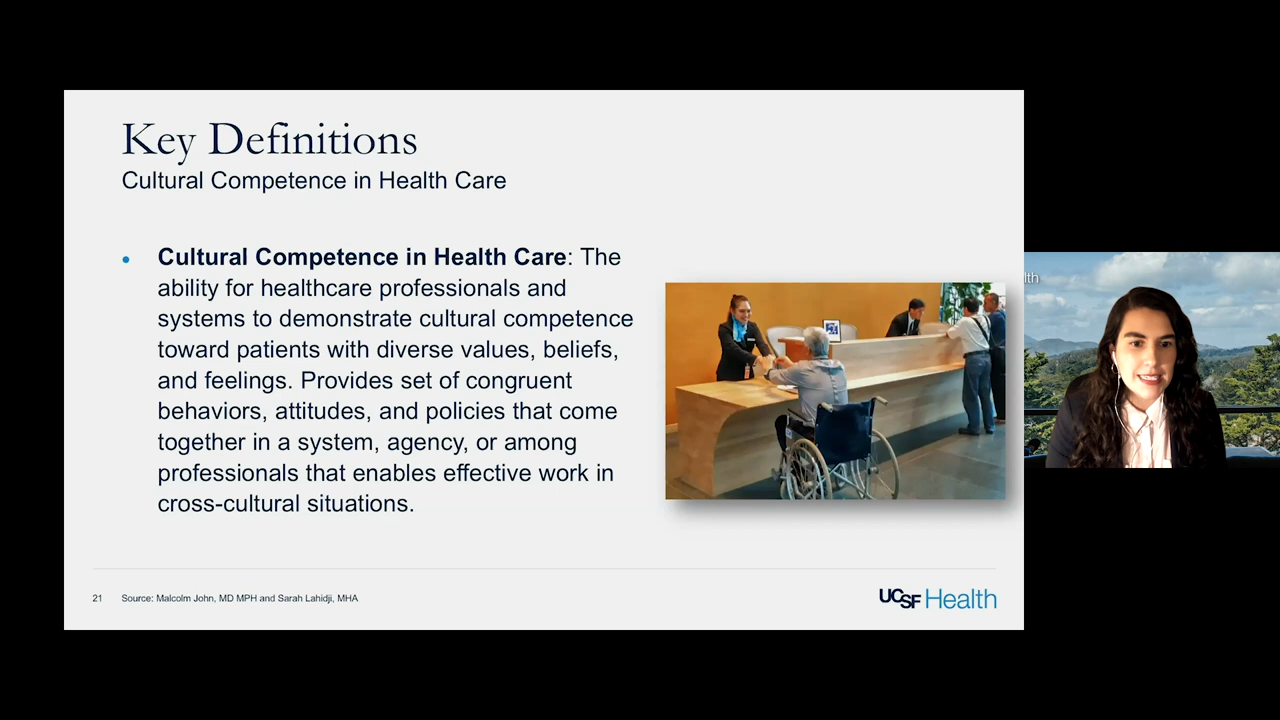 Key Definitions
Cultural Competence in Health Care
• Cultural Competence in Health Care: The
ability for healthcare professionals and
systems to demonstrate cultural competence
toward patients with diverse values, beliefs,
and feelings. Provides set of congruent
behaviors, attitudes, and policies that come
together in a system, agency, or among
professionals that enables effective work in
cross-cultural situations.
lth
21 Source: Malcolm John, MD MPH and Sarah Lahidji, MHA
UCSF Health